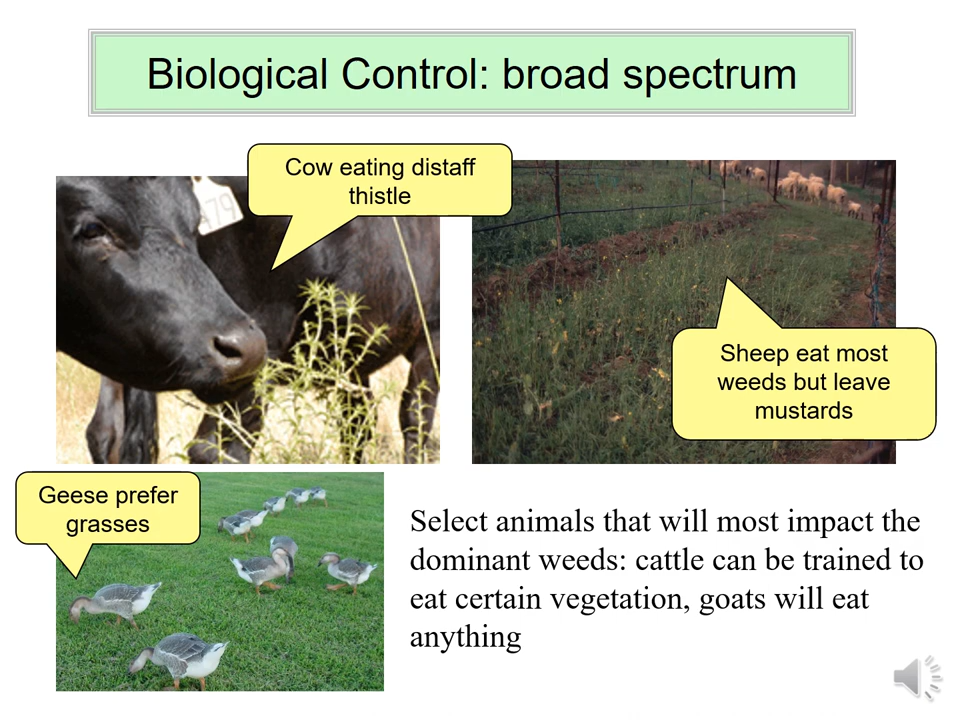 Biological Control: broad spectrum
Cow eating distaff
thistle
Sheep eat most
weeds but leave
mustards
Geese prefer
grasses
Select animals that will most impact the
dominant weeds: cattle can be trained to
eat certain vegetation, goats will eat
anything